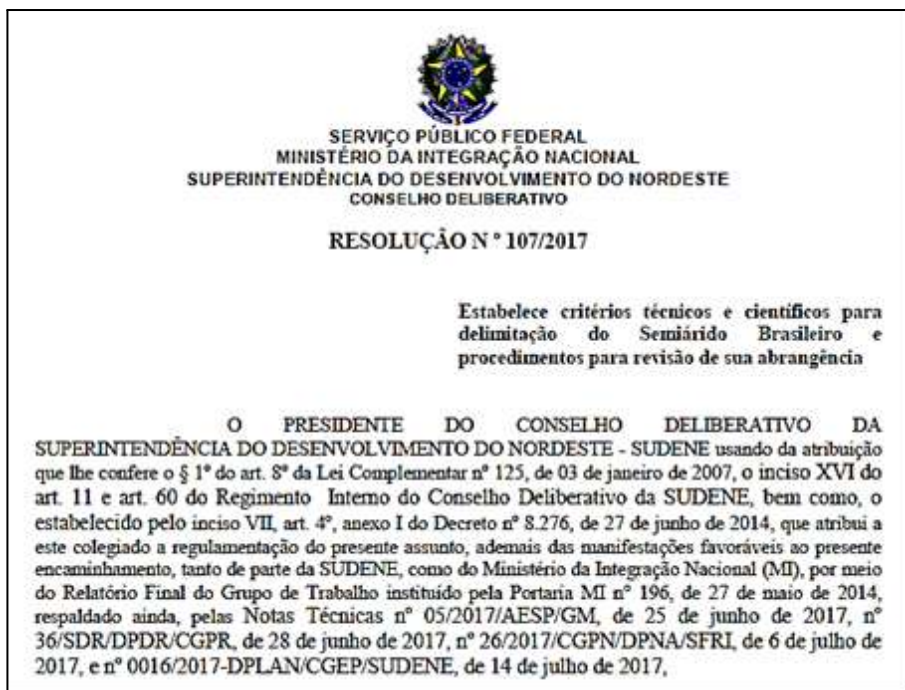 SERVIÇO PÚBLICO FEDERAL
MINISTÉRIO DA INTEGRAÇÃO NACIONAL
SUPERINTENDÊNCIA DO DESENVOLVIMENTO DO NORDESTE
CONSELHO DELIBERATIVO
RESOLUÇÃO N º 107/2017
Estabelece critérios técnicos e científicos para
delimitação do Semiárido Brasileiro e
procedimentos para revisão de sua abrangência
O PRESIDENTE DO CONSELHO DELIBERATIVO DA
SUPERINTENDÊNCIA DO DESENVOLVIMENTO DO NORDESTE - SUDENE usando da atribuição
que lhe confere o § 1º do art. 8º da Lei Complementar nº 125, de 03 de janeiro de 2007, o inciso XVI do
art. 11 e art. 60 do Regimento Interno do Conselho Deliberativo da SUDENE, bem como, o
estabelecido pelo inciso VII, art. 4º, anexo I do Decreto nº 8.276, de 27 de junho de 2014, que atribui a
este colegiado a regulamentação do presente assunto, ademais das manifestações favoráveis ao presente
encaminhamento, tanto de parte da SUDENE, como do Ministério da Integração Nacional (MI), por meio
do Relatório Final do Grupo de Trabalho instituído pela Portaria MI nº 196, de 27 de maio de 2014,
respaldado ainda, pelas Notas Técnicas nº 05/2017/AESP/GM, de 25 de junho de 2017, nº
36/SDR/DPDR/CGPR, de 28 de junho de 2017, nº 26/2017/CGPN/DPNA/SFRI, de 6 de julho de
2017, e nº 0016/2017-DPLAN/CGEP/SUDENE, de 14 de julho de 2017,